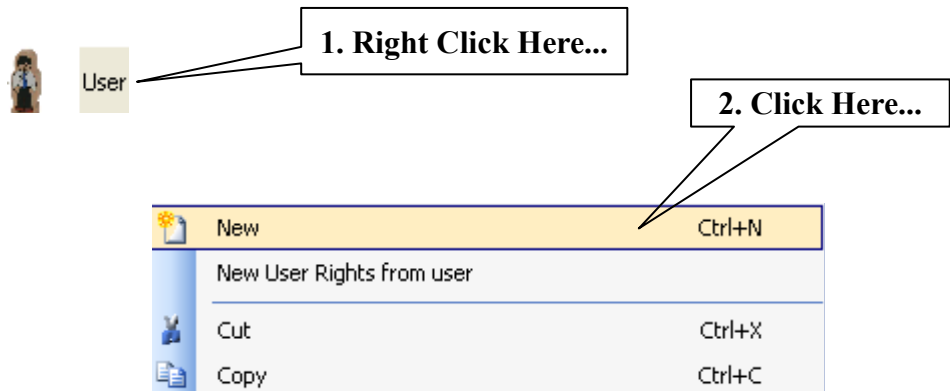 1. Right Click Here...
User
2. Click Here...
New Ctrl+N
New User Rights from user
Cut Ctrl+X
Copy Ctrl+C